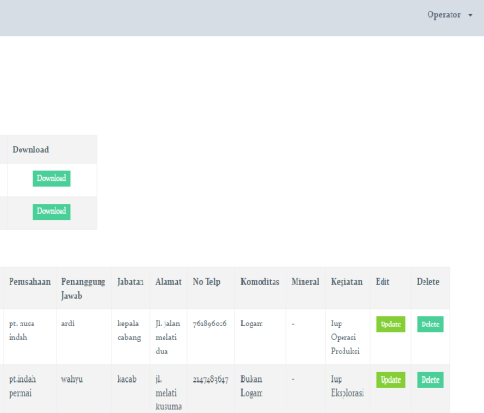 Operator
Download
Download
Download
Perusahaan Penanggung Jabatan Alamat No Telp Komoditas Mineral Kegiatan Edit Delete
Jawab
pt. nusa ardi kepala Jl. jalan Logam - Iup Update Delete
indah cabang melati Operasi
dua Produksi
pt.indah wahyu kacab jl. 2147483647 Bukan - Iup Update Delete
permai melati Logam Eksplorasi
kusuma